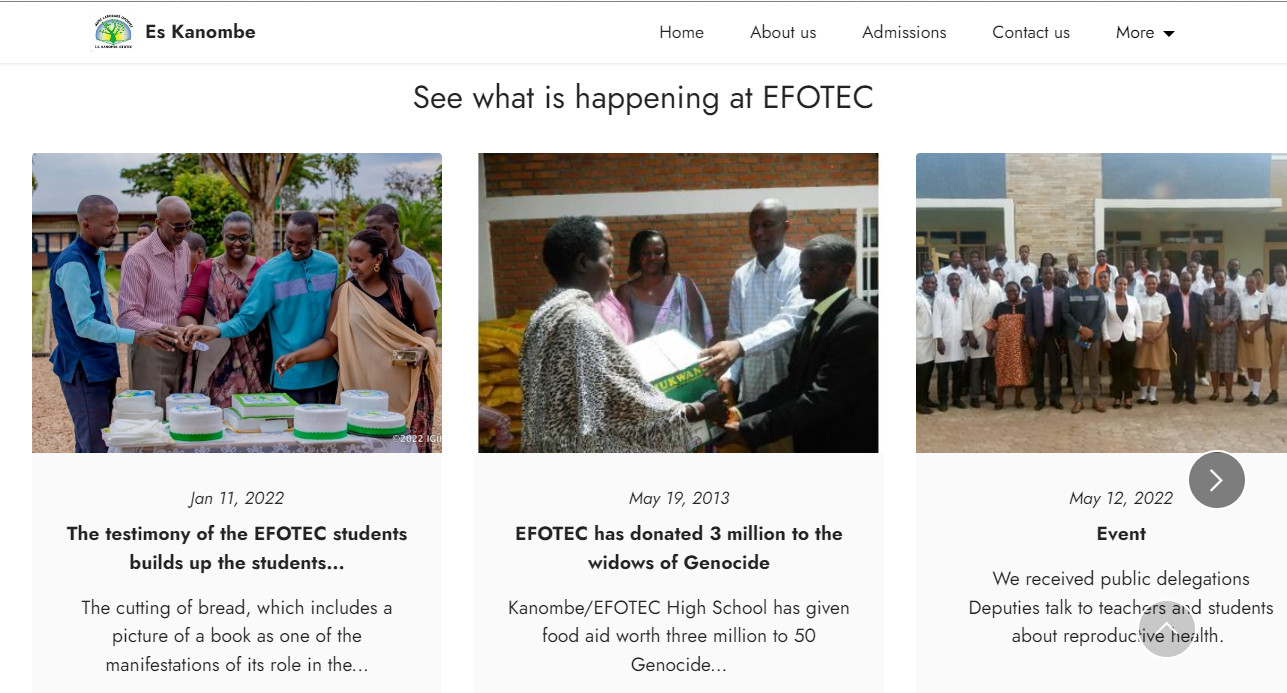 Es Kanombe
Home
About us
Admissions
Contact us
More
See what is happening at EFOTEC
©2022 IGIH
Jan 11, 2022
The testimony of the EFOTEC students
builds up the students...
The cutting of bread, which includes a
picture of a book as one of the
manifestations of its role in the...
May 19, 2013
EFOTEC has donated 3 million to the
widows of Genocide
Kanombe/EFOTEC High School has given
food aid worth three million to 50
Genocide...
May 12, 2022
Event
We received public delegations
Deputies talk to teachers and students
about reproductive health.